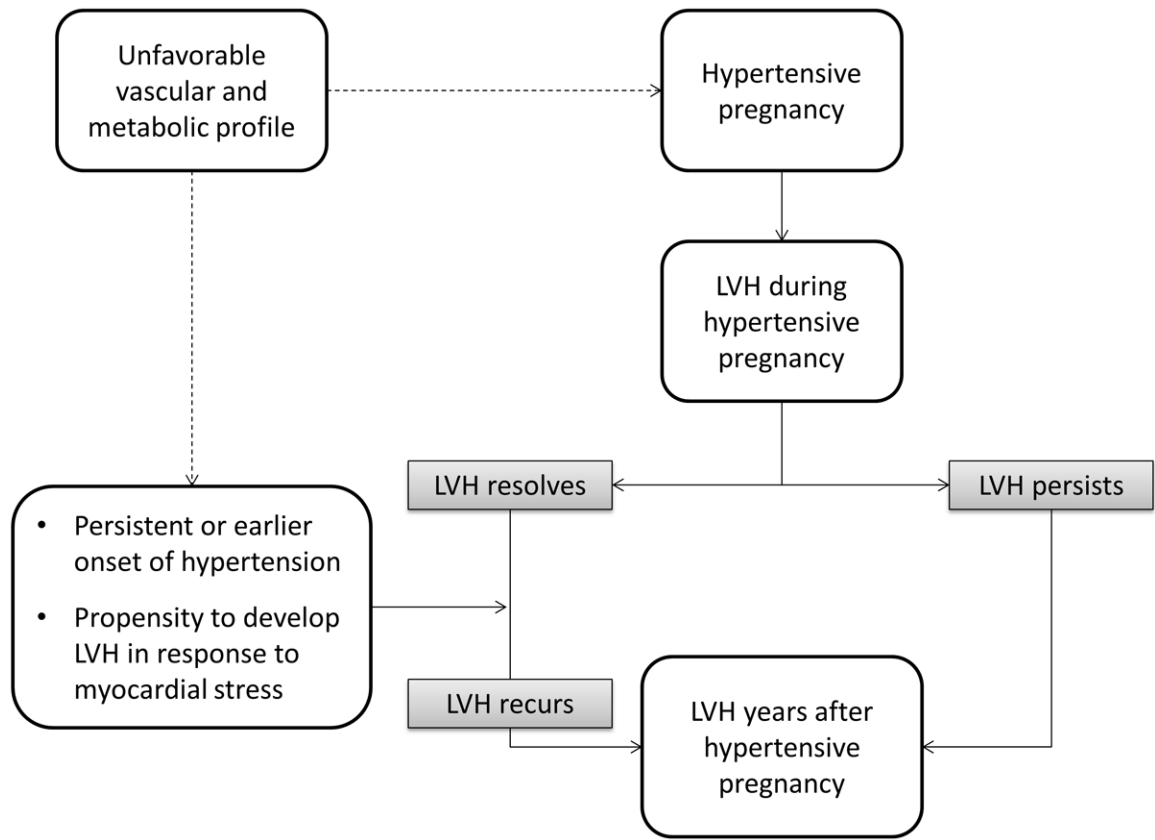 Unfavorable
vascular and
metabolic profile
Hypertensive
pregnancy
LVH during
hypertensive
pregnancy
LVH resolves
LVH persists
• Persistent or earlier
onset of hypertension
• Propensity to develop
LVH in response to
myocardial stress
LVH recurs
LVH years after
hypertensive
pregnancy